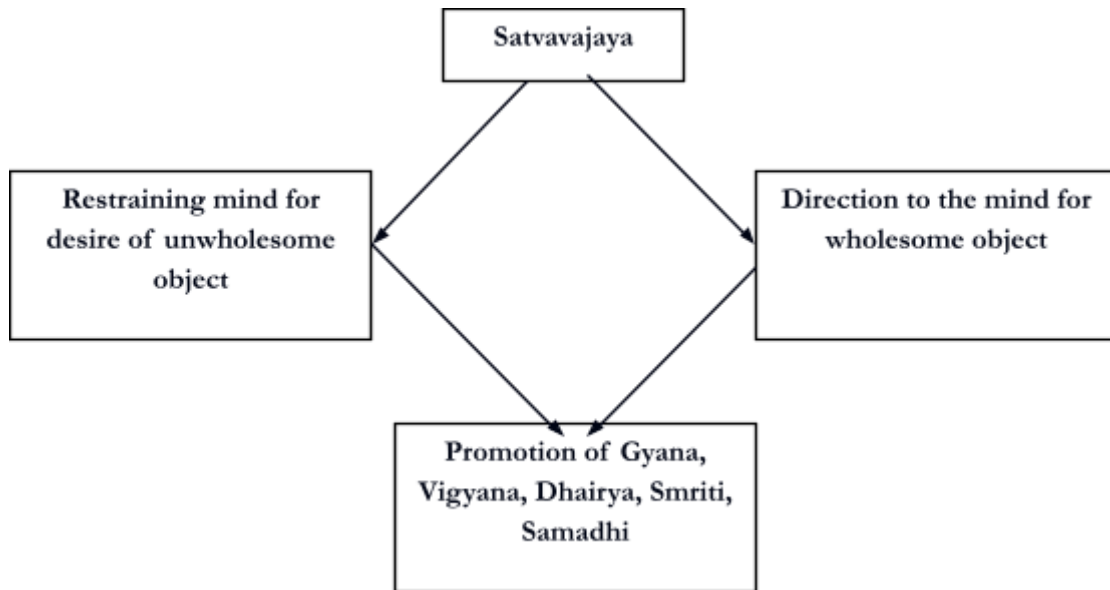 Satvavajaya
Restraining mind for
desire of unwholesome
object
Direction to the mind for
wholesome object
Promotion of Gyana,
Vigyana, Dhairya, Smriti,
Samadhi